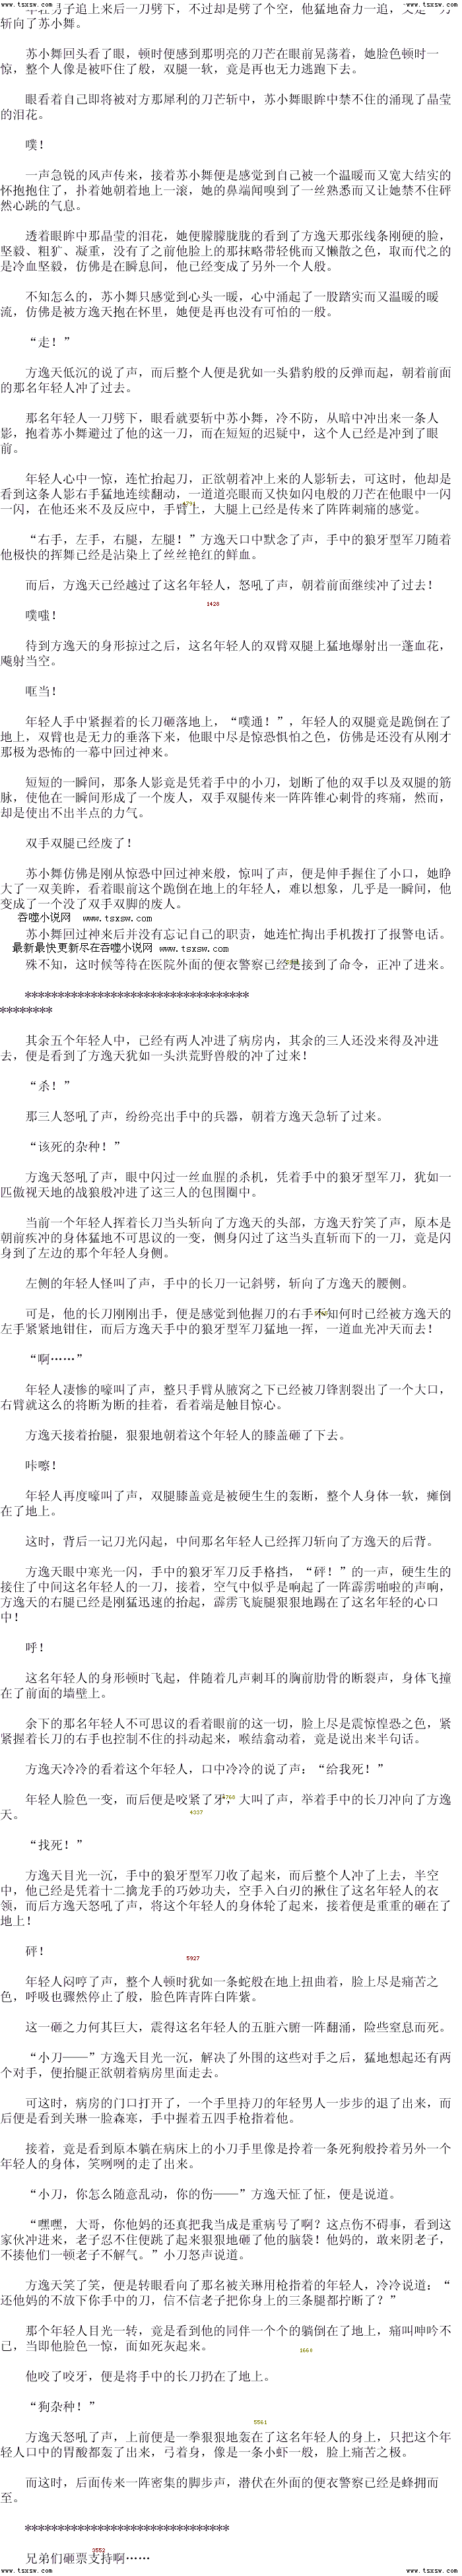 www.tsxsw.com www.tsxsw.com www.tsxsw.com
斩向了苏小舞。
苏小舞回头看了眼，顿时便感到那明亮的刀芒在眼前晃荡着，她脸色顿时一
惊，整个人像是被吓住了般，双腿一软，竟是再也无力逃跑下去。
眼看着自己即将被对方那犀利的刀芒斩中，苏小舞眼眸中禁不住的涌现了晶莹
的泪花。
噗！
一声急锐的风声传来，接着苏小舞便是感觉到自己被一个温暖而又宽大结实的
怀抱抱住了，扑着她朝着地上一滚，她的鼻端闻嗅到了一丝熟悉而又让她禁不住砰
然心跳的气息。
透着眼眸中那晶莹的泪花，她便朦朦胧胧的看到了方逸天那张线条刚硬的脸，
坚毅、粗犷、凝重，没有了之前他脸上的那抹略带轻佻而又懒散之色，取而代之的
是冷血坚毅，仿佛是在瞬息间，他已经变成了另外一个人般。
不知怎么的，苏小舞只感觉到心头一暖，心中涌起了一股踏实而又温暖的暖
流，仿佛是被方逸天抱在怀里，她便是再也没有可怕的一般。
“走！”
方逸天低沉的说了声，而后整个人便是犹如一头猎豹般的反弹而起，朝着前面
的那名年轻人冲了过去。
那名年轻人一刀劈下，眼看就要斩中苏小舞，冷不防，从暗中冲出来一条人
影，抱着苏小舞避过了他的这一刀，而在短短的迟疑中，这个人已经是冲到了眼
前。
年轻人心中一惊，连忙抬起刀，正欲朝着冲上来的人影斩去，可这时，他却是
看到这条人影右手猛地连续翻动，一道道亮眼而又快如闪电般的刀芒在他眼中一闪
一闪，在他还来不及反应中，手臂上，大腿上已经是传来了阵阵刺痛的感觉。
“右手，左手，右腿，左腿！”方逸天口中默念了声，手中的狼牙型军刀随着
他极快的挥舞已经是沾染上了丝丝艳红的鲜血。
而后，方逸天已经越过了这名年轻人，怒吼了声，朝着前面继续冲了过去！
1428
噗嗤！
待到方逸天的身形掠过之后，这名年轻人的双臂双腿上猛地爆射出一蓬血花，
飚射当空。
哐当！
年轻人手中紧握着的长刀砸落地上，“噗通！”，年轻人的双腿竟是跪倒在了
地上，双臂也是无力的垂落下来，他眼中尽是惊恐惧怕之色，仿佛是还没有从刚才
那极为恐怖的一幕中回过神来。
短短的一瞬间，那条人影竟是凭着手中的小刀，划断了他的双手以及双腿的筋
脉，使他在一瞬间形成了一个废人，双手双腿传来一阵阵锥心刺骨的疼痛，然而，
却是使出不出半点的力气。
双手双腿已经废了！
苏小舞仿佛是刚从惊恐中回过神来般，惊叫了声，便是伸手握住了小口，她睁
大了一双美眸，看着眼前这个跪倒在地上的年轻人，难以想象，几乎是一瞬间，他
变成了一个没了双手双脚的废人。
吞噬小说网 www.tsxsw.com
苏小舞回过神来后并没有忘记自己的职责，她连忙掏出手机拨打了报警电话。
最新最快更新尽在吞噬小说网 www.tsxsw.com
殊不知，这时候等待在医院外面的便衣警察已经是接到了命令，正冲了进来。
**********************************
********
其余五个年轻人中，已经有两人冲进了病房内，其余的三人还没来得及冲进
去，便是看到了方逸天犹如一头洪荒野兽般的冲了过来！
“杀！”
那三人怒吼了声，纷纷亮出手中的兵器，朝着方逸天急斩了过来。
“该死的杂种！”
方逸天怒吼了声，眼中闪过一丝血腥的杀机，凭着手中的狼牙型军刀，犹如一
匹傲视天地的战狼般冲进了这三人的包围圈中。
当前一个年轻人挥着长刀当头斩向了方逸天的头部，方逸天狞笑了声，原本是
朝前疾冲的身体猛地不可思议的一变，侧身闪过了这当头直斩而下的一刀，竟是闪
身到了左边的那个年轻人身侧。
左侧的年轻人怪叫了声，手中的长刀一记斜劈，斩向了方逸天的腰侧。
可是，他的长刀刚刚出手，便是感觉到他握刀的右手不知何时已经被方逸天的
左手紧紧地钳住，而后方逸天手中的狼牙型军刀猛地一挥，一道血光冲天而去！
“啊……”
年轻人凄惨的嚎叫了声，整只手臂从腋窝之下已经被刀锋割裂出了一个大口，
右臂就这么的将断为断的挂着，看着端是触目惊心。
方逸天接着抬腿，狠狠地朝着这个年轻人的膝盖砸了下去。
咔嚓！
年轻人再度嚎叫了声，双腿膝盖竟是被硬生生的轰断，整个人身体一软，瘫倒
在了地上。
这时，背后一记刀光闪起，中间那名年轻人已经挥刀斩向了方逸天的后背。
方逸天眼中寒光一闪，手中的狼牙军刀反手格挡，“砰！”的一声，硬生生的
接住了中间这名年轻人的一刀，接着，空气中似乎是响起了一阵霹雳啪啦的声响，
方逸天的右腿已经是刚猛迅速的抬起，霹雳飞旋腿狠狠地踢在了这名年轻的心口
中！
呼！
这名年轻人的身形顿时飞起，伴随着几声刺耳的胸前肋骨的断裂声，身体飞撞
在了前面的墙壁上。
余下的那名年轻人不可思议的看着眼前的这一切，脸上尽是震惊惶恐之色，紧
紧握着长刀的右手也控制不住的抖动起来，喉结翕动着，竟是说出来半句话。
方逸天冷冷的看着这个年轻人，口中冷冷的说了声：“给我死！”
年轻人脸色一变，而后便是咬紧了牙，大叫了声，举着手中的长刀冲向了方逸
天。
4337
“找死！”
方逸天目光一沉，手中的狼牙型军刀收了起来，而后整个人冲了上去，半空
中，他已经是凭着十二擒龙手的巧妙功夫，空手入白刃的揪住了这名年轻人的衣
领，而后方逸天怒吼了声，将这个年轻人的身体轮了起来，接着便是重重的砸在了
地上！
砰！
5927
年轻人闷哼了声，整个人顿时犹如一条蛇般在地上扭曲着，脸上尽是痛苦之
色，呼吸也骤然停止了般，脸色阵青阵白阵紫。
这一砸之力何其巨大，震得这名年轻人的五脏六腑一阵翻涌，险些窒息而死。
“小刀——”方逸天目光一沉，解决了外围的这些对手之后，猛地想起还有两
个对手，便抬腿正欲朝着病房里面走去。
可这时，病房的门口打开了，一个手里持刀的年轻男人一步步的退了出来，而
后便是看到关琳一脸森寒，手中握着五四手枪指着他。
接着，竟是看到原本躺在病床上的小刀手里像是拎着一条死狗般拎着另外一个
年轻人的身体，笑咧咧的走了出来。
“小刀，你怎么随意乱动，你的伤——”方逸天怔了怔，便是说道。
“嘿嘿，大哥，你他妈的还真把我当成是重病号了啊？这点伤不碍事，看到这
家伙冲进来，老子忍不住便跳了起来狠狠地砸了他的脑袋！他妈的，敢来阴老子，
不揍他们一顿老子不解气。”小刀怒声说道。
方逸天笑了笑，便是转眼看向了那名被关琳用枪指着的年轻人，冷冷说道：“
还他妈的不放下你手中的刀，信不信老子把你身上的三条腿都拧断了？”
那个年轻人目光一转，竟是看到他的同伴一个个的躺倒在了地上，痛叫呻吟不
已，当即他脸色一惊，面如死灰起来。
1660
他咬了咬牙，便是将手中的长刀扔在了地上。
“狗杂种！”
5561
方逸天怒吼了声，上前便是一拳狠狠地轰在了这名年轻人的身上，只把这个年
轻人口中的胃酸都轰了出来，弓着身，像是一条小虾一般，脸上痛苦之极。
而这时，后面传来一阵密集的脚步声，潜伏在外面的便衣警察已经是蜂拥而
至。
*******************************
3552
兄弟们砸票支持啊……
www.tsxsw.com www.tsxsw.com www.tsxsw.com